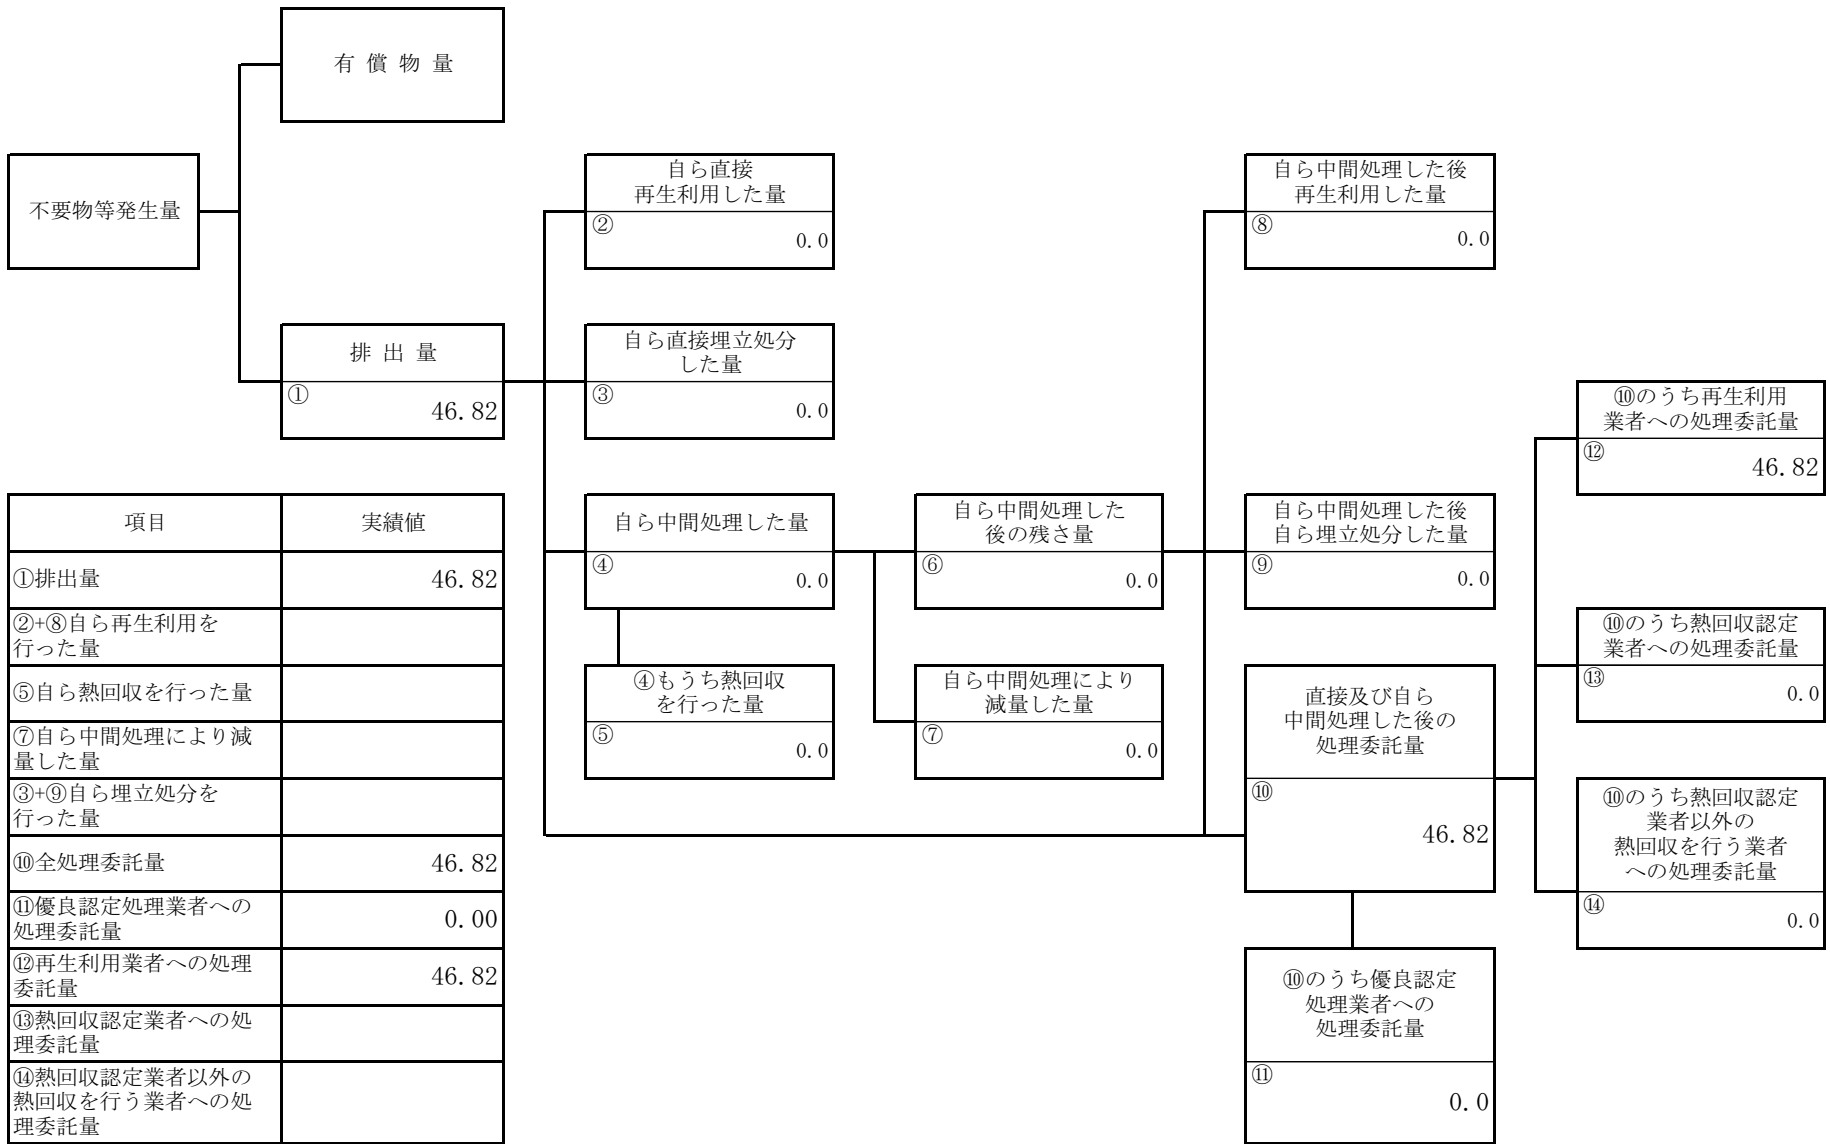 有 償 物 量
不要物等発生量
排 出 量
①
46.82
自ら直接
再生利用した量
②
0.0
自ら直接埋立処分
した量
③
0.0
自ら中間処理した量
④
0.0
④もうち熱回収
を行った量
⑤
0.0
自ら中間処理した
後の残さ量
⑥
0.0
自ら中間処理により
減量した量
⑦
0.0
自ら中間処理した後
再生利用した量
⑧
0.0
自ら中間処理した後
自ら埋立処分した量
⑨
0.0
直接及び自ら
中間処理した後の
処理委託量
⑩
46.82
⑩のうち優良認定
処理業者への
処理委託量
⑪
0.0
⑩のうち再生利用
業者への処理委託量
⑫
46.82
⑩のうち熱回収認定
業者への処理委託量
⑬
0.0
⑩のうち熱回収認定
業者以外の
熱回収を行う業者
への処理委託量
⑭
0.0
項目 実績値
①排出量 46.82
②+⑧自ら再生利用を
行った量
⑤自ら熱回収を行った量
⑦自ら中間処理により減
量した量
③+⑨自ら埋立処分を
行った量
⑩全処理委託量 46.82
⑪優良認定処理業者への
処理委託量
0.00
⑫再生利用業者への処理
委託量
46.82
⑬熱回収認定業者への処
理委託量
⑭熱回収認定業者以外の
熱回収を行う業者への処
理委託量